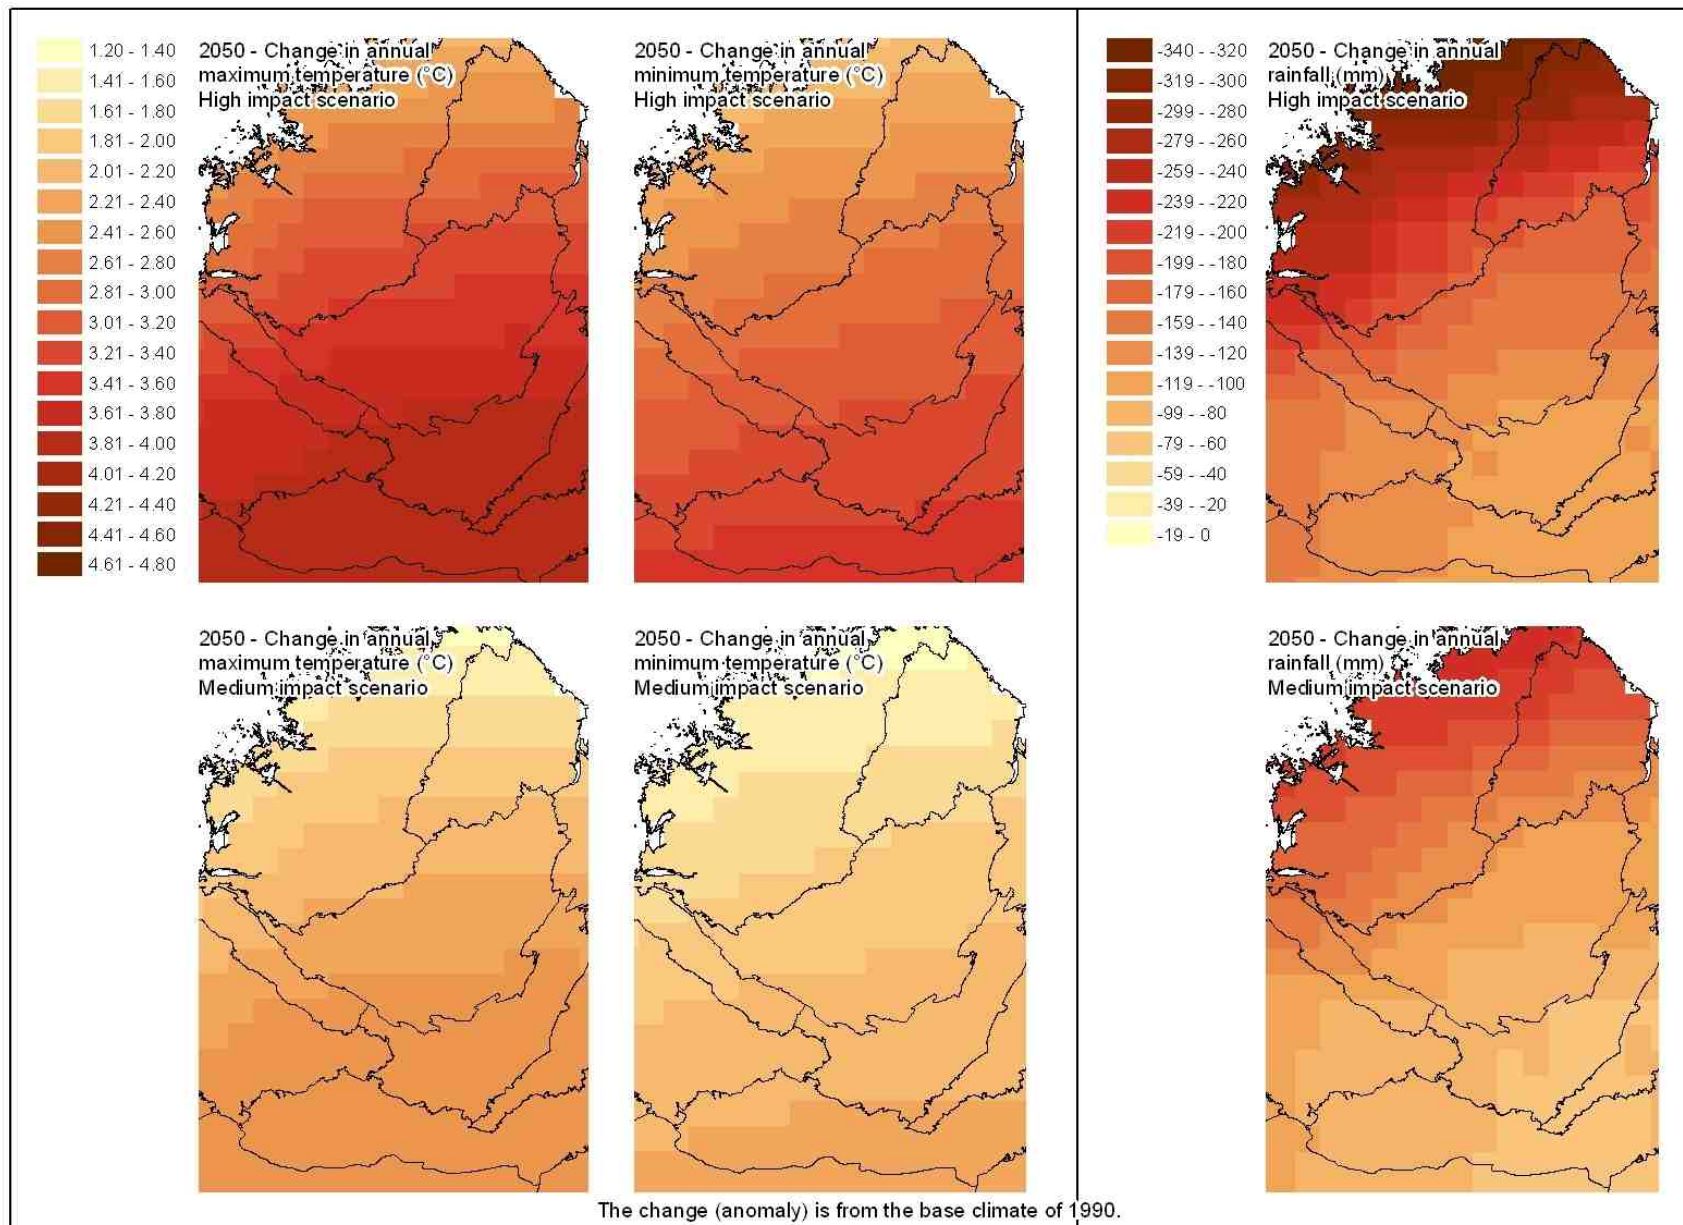 1.20 - 1.40
1.41 - 1.60
1.61 - 1.80
1.81 - 2.00
2.01 - 2.20
2.21 - 2.40
2.41 - 2.60
2.61 - 2.80
2.81 - 3.00
3.01 - 3.20
3.21 - 3.40
3.41 - 3.60
3.61 - 3.80
3.81 - 4.00
4.01 - 4.20
4.21 - 4.40
4.41 - 4.60
4.61 - 4.80
2050 - Change in annual
maximum temperature (°C)
High impact scenario
2050 - Change in annual
minimum temperature (°C)
High impact scenario
-340 - -320
-319 - -300
-299 - -280
-279 - -260
-259 - -240
-239 - -220
-219 - -200
-199 - -180
-179 - -160
-159 - -140
-139 - -120
-119 - -100
-99 - -80
-79 - -60
-59 - -40
-39 - -20
-19 - 0
2050 - Change in annual
rainfall (mm)
High impact scenario
2050 - Change in annual
maximum temperature (°C)
Medium impact scenario
2050 - Change in annual
minimum temperature (°C)
Medium impact scenario
2050 - Change in annual
rainfall (mm)
Medium impact scenario
The change (anomaly) is from the base climate of 1990.